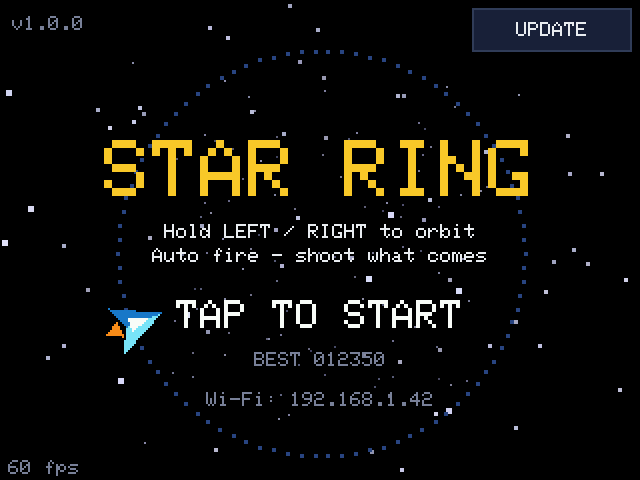 v1.0.0
UPDATE
STAR RING
Hold LEFT / RIGHT to orbit
Auto fire - shoot what comes
TAP TO START
BEST 012350
Wi-Fi: 192.168.1.42
60 fps